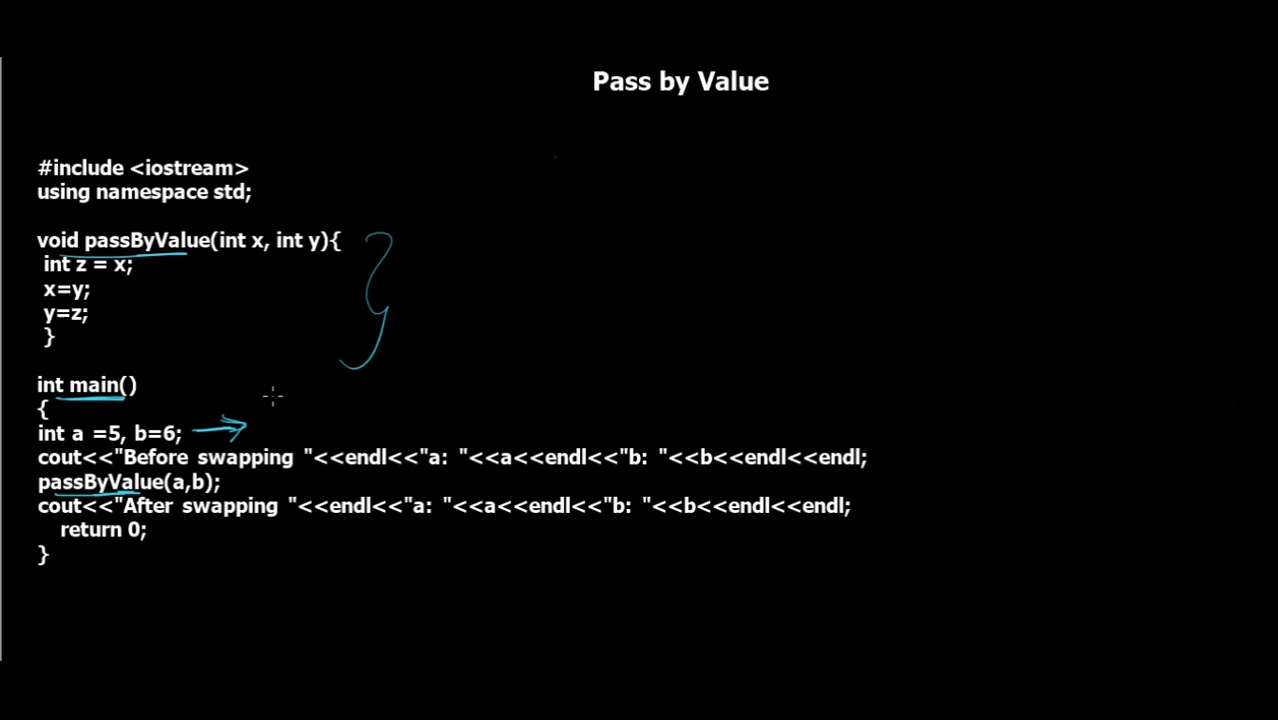 Pass by Value
#include <iostream>
using namespace std;
void passByValue(int x, int y){
int z = x;
x=y;
y=z;
}
int main()
{
int a =5, b=6;
cout<<"Before swapping "<<endl<<"a: "<<a<<endl<<"b: "<<b<<endl<<endl;
passByValue(a,b);
cout<<"After swapping "<<endl<<"a: "<<a<<endl<<"b: "<<b<<endl<<endl;
return 0;
}